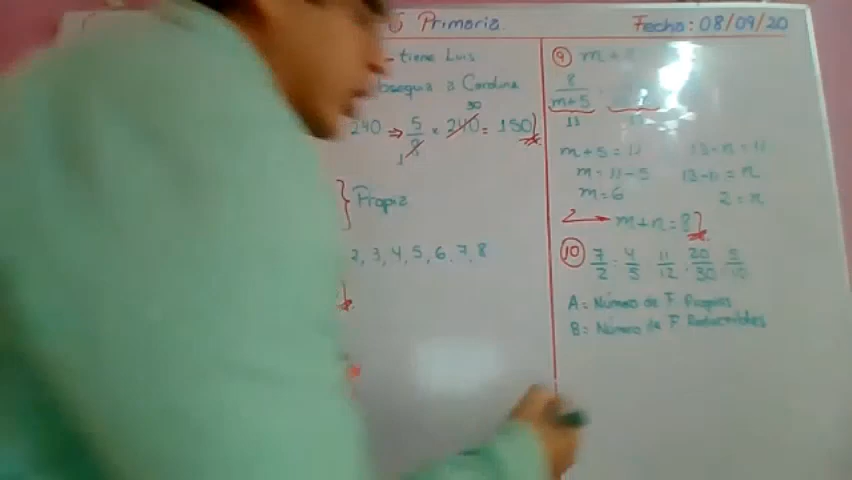 Primaria
Fecha: 08/09/20
tiene Luis
obsequia a Carolina
30
240 ⇒ 5/8 × 240 = 150
1
} Propia
2, 3, 4, 5, 6, 7, 8
9 m +
8
m+5
11
m+5=11 13-n=11
m=11-5 13-11=n
m=6 2=n
m+n=8
10 7/2 ; 4/5 11/12 ; 20/30 ; 5/10
A= Número de F. Propias
B= Número de F Reductibles